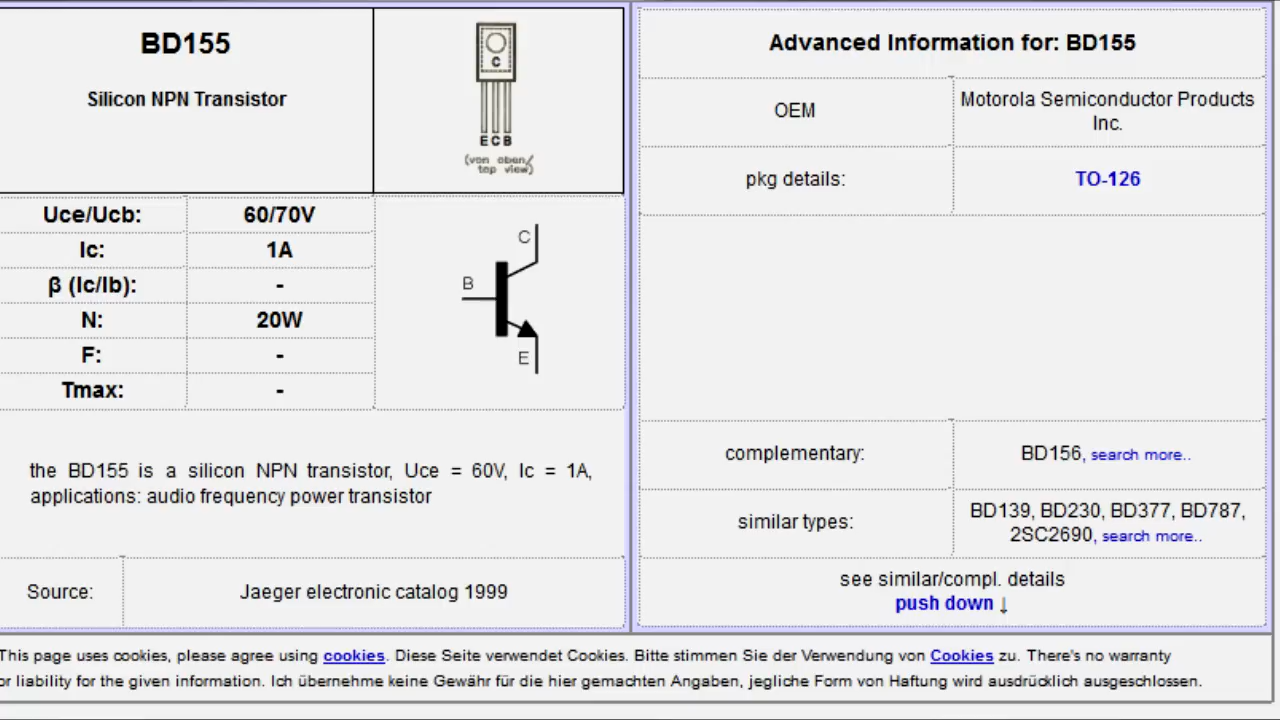 BD155
Silicon NPN Transistor
C
E C B
(von oben/
top view)
Uce/Ucb: 60/70V
Ic: 1A
β (Ic/Ib): -
N: 20W
F: -
Tmax: -
C
B
E
the BD155 is a silicon NPN transistor, Uce = 60V, Ic = 1A,
applications: audio frequency power transistor
Source: Jaeger electronic catalog 1999
Advanced Information for: BD155
OEM Motorola Semiconductor Products
Inc.
pkg details: TO-126
complementary: BD156, search more..
similar types: BD139, BD230, BD377, BD787,
2SC2690, search more..
see similar/compl. details
push down ↓
This page uses cookies, please agree using cookies. Diese Seite verwendet Cookies. Bitte stimmen Sie der Verwendung von Cookies zu. There's no warranty
or liability for the given information. Ich übernehme keine Gewähr für die hier gemachten Angaben, jegliche Form von Haftung wird ausdrücklich ausgeschlossen.